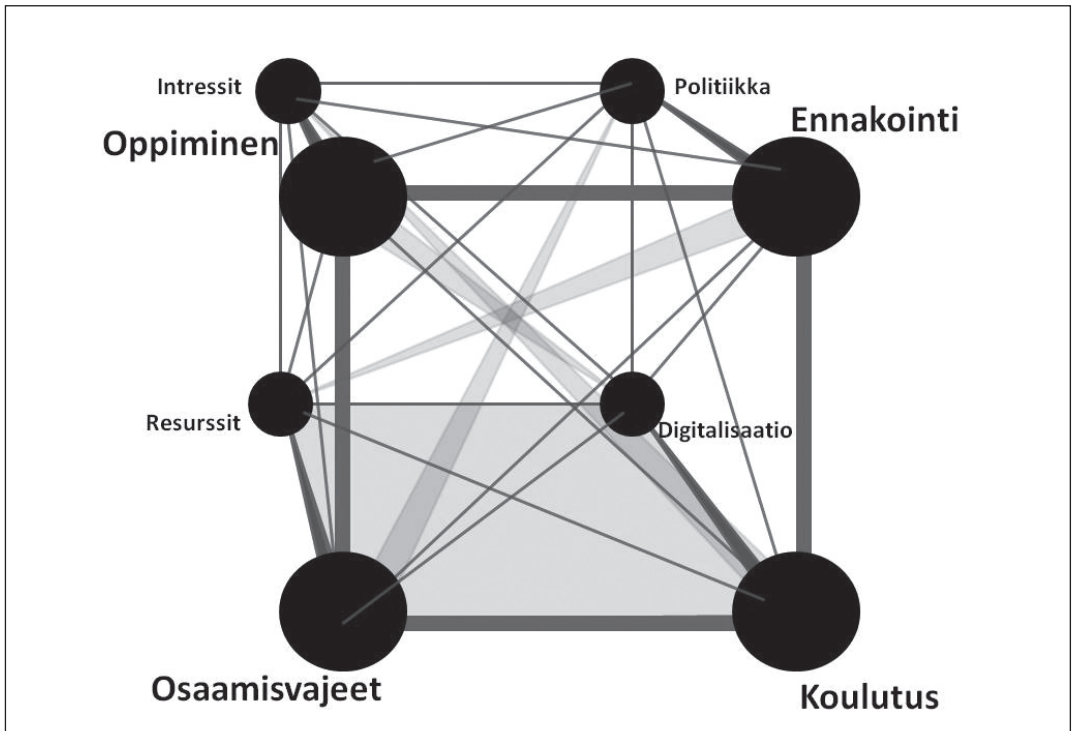 Intressit
Politiikka
Oppiminen
Ennakointi
Resurssit
Digitalisaatio
Osaamisvajeet
Koulutus